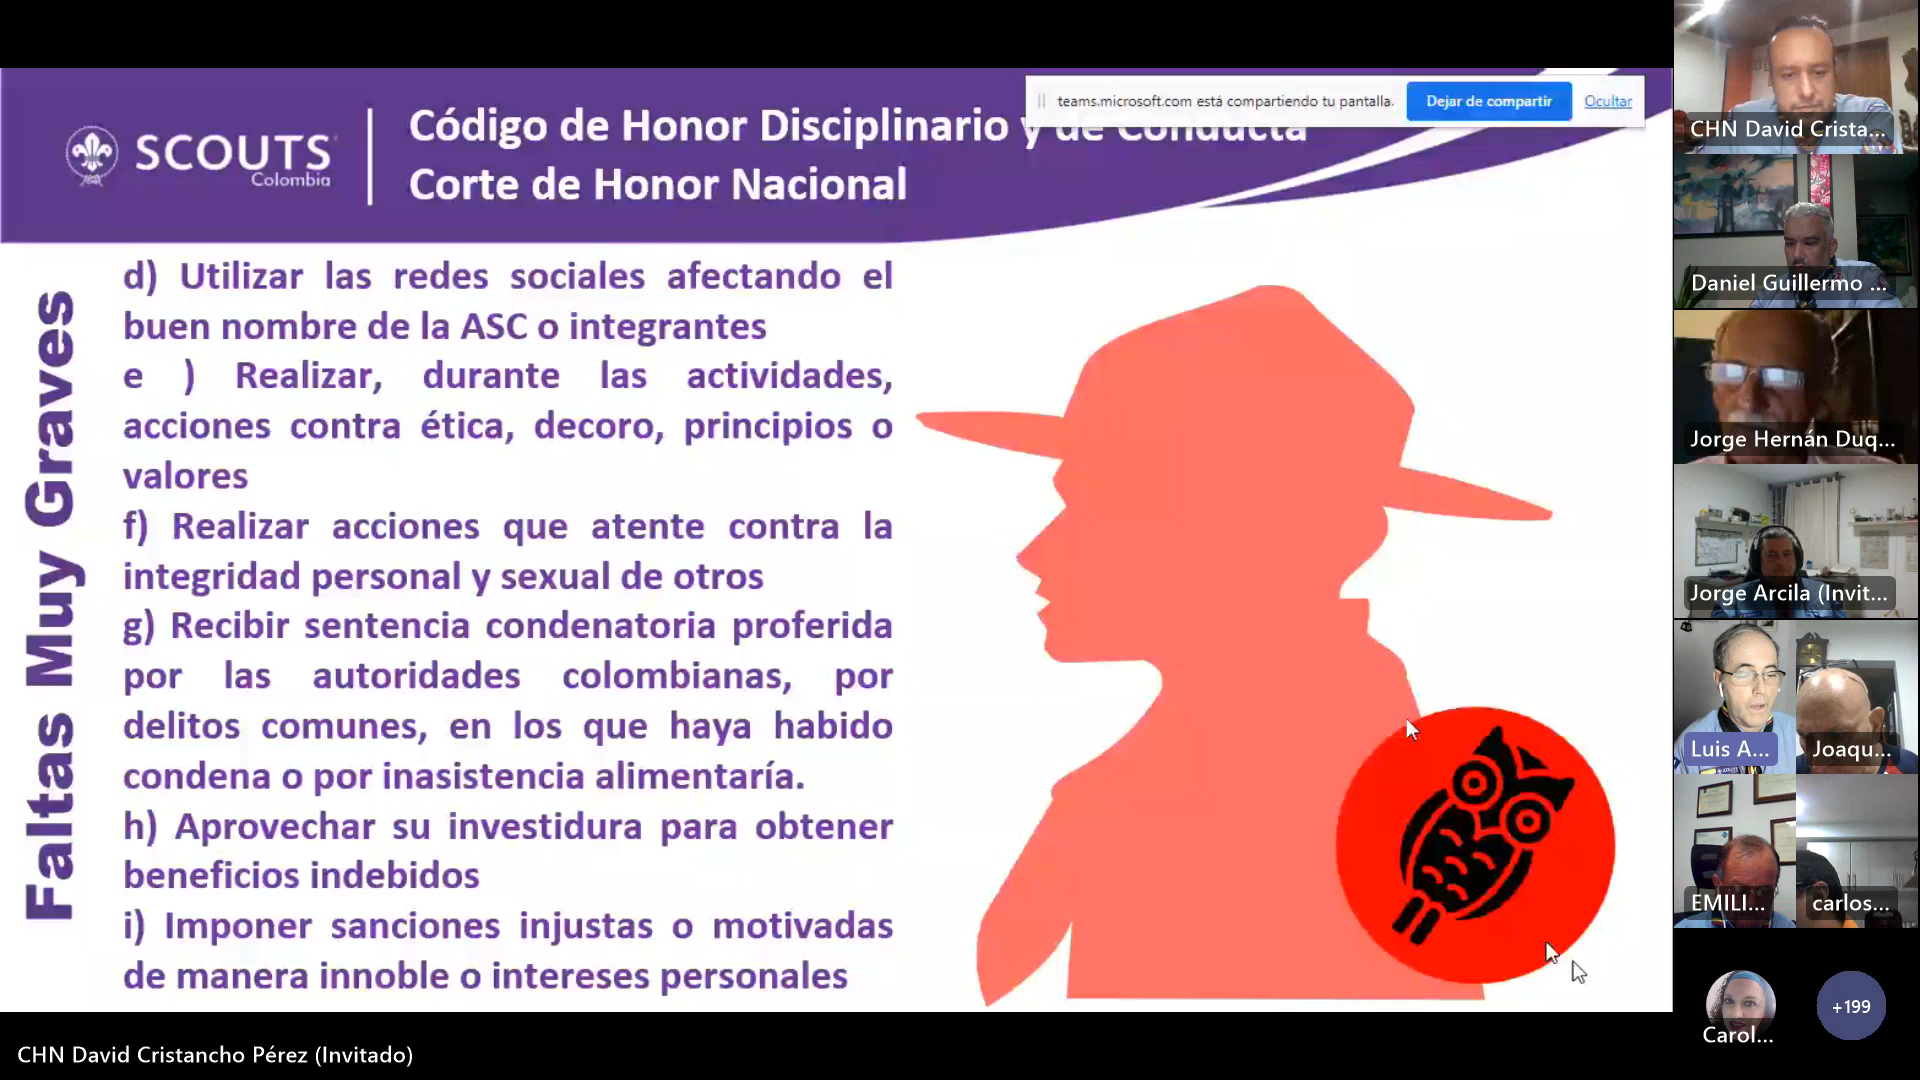 teams.microsoft.com está compartiendo tu pantalla.
Dejar de compartir
Ocultar
SCOUTS
Colombia
Código de Honor Disciplinario y de Conducta
Corte de Honor Nacional
Faltas Muy Graves
d) Utilizar las redes sociales afectando el
buen nombre de la ASC o integrantes
e ) Realizar, durante las actividades,
acciones contra ética, decoro, principios o
valores
f) Realizar acciones que atente contra la
integridad personal y sexual de otros
g) Recibir sentencia condenatoria proferida
por las autoridades colombianas, por
delitos comunes, en los que haya habido
condena o por inasistencia alimentaría.
h) Aprovechar su investidura para obtener
beneficios indebidos
i) Imponer sanciones injustas o motivadas
de manera innoble o intereses personales
CHN David Crista...
Daniel Guillermo ...
Jorge Hernán Duq...
Jorge Arcila (Invit...
Luis A...
Joaqu...
EMILI...
carlos...
Carol...
+199
CHN David Cristancho Pérez (Invitado)